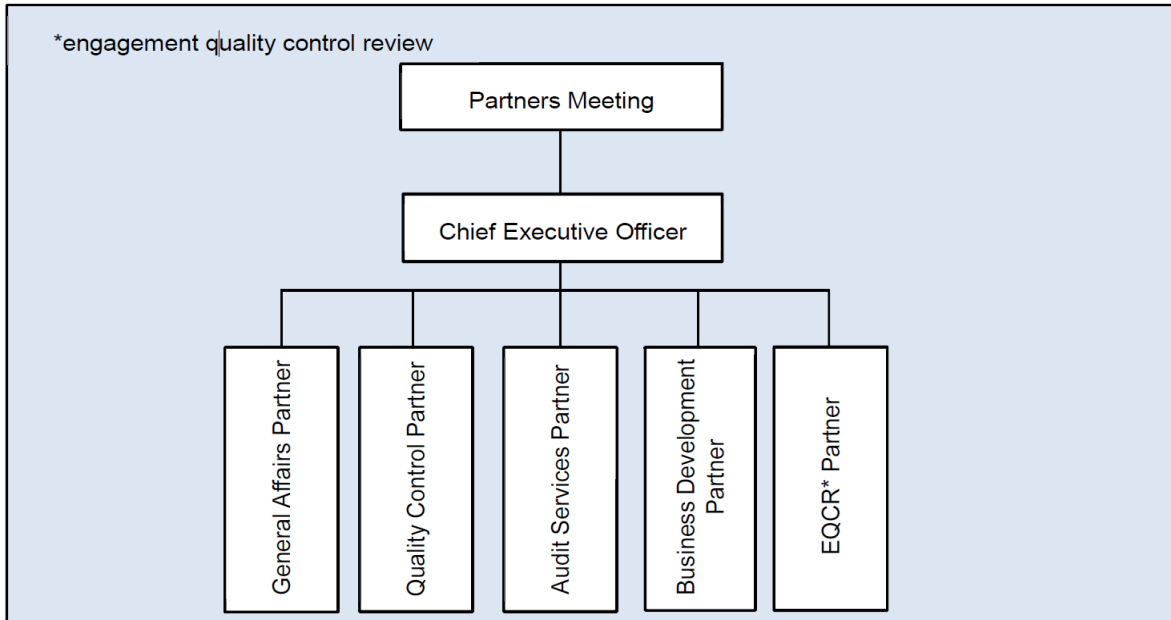 *engagement quality control review
Partners Meeting
Chief Executive Officer
General Affairs Partner
Quality Control Partner
Audit Services Partner
Business Development
Partner
EQCR* Partner